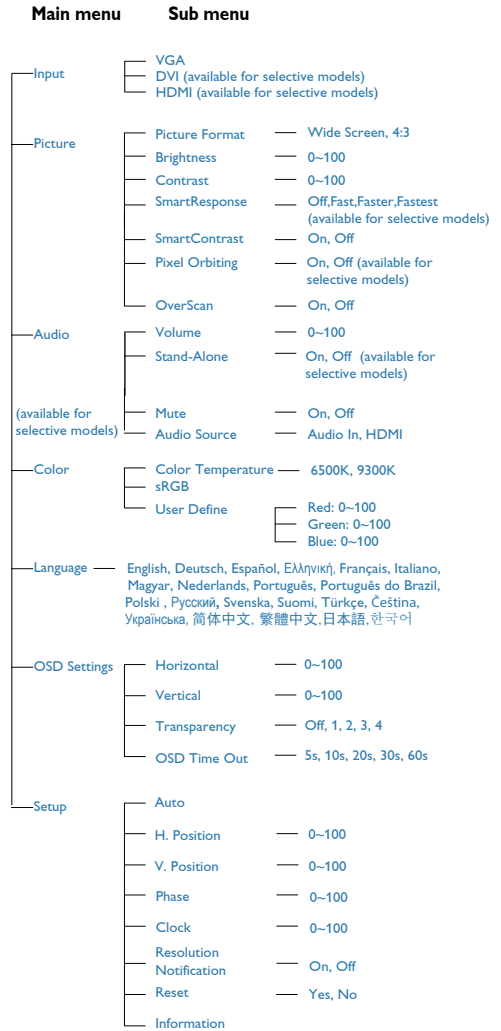 Main menu Sub menu
Input
VGA
DVI (available for selective models)
HDMI (available for selective models)
Picture
Picture Format Wide Screen, 4:3
Brightness 0~100
Contrast 0~100
SmartResponse Off,Fast,Faster,Fastest
(available for selective models)
SmartContrast On, Off
Pixel Orbiting On, Off (available for
selective models)
OverScan On, Off
Audio
(available for
selective models)
Volume 0~100
Stand-Alone On, Off (available for
selective models)
Mute On, Off
Audio Source Audio In, HDMI
Color
Color Temperature 6500K, 9300K
sRGB
User Define Red: 0~100
Green: 0~100
Blue: 0~100
Language English, Deutsch, Español, Ελληνική, Français, Italiano,
Magyar, Nederlands, Português, Português do Brazil,
Polski , Русский, Svenska, Suomi, Türkçe, Čeština,
Українська, 简体中文, 繁體中文,日本語,한국어
OSD Settings
Horizontal 0~100
Vertical 0~100
Transparency Off, 1, 2, 3, 4
OSD Time Out 5s, 10s, 20s, 30s, 60s
Setup
Auto
H. Position 0~100
V. Position 0~100
Phase 0~100
Clock 0~100
Resolution
Notification On, Off
Reset Yes, No
Information